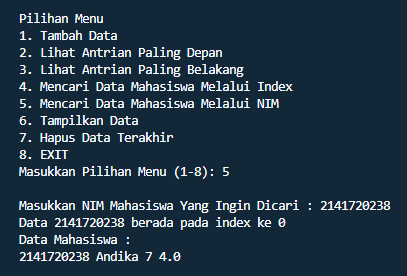 Pilihan Menu
1. Tambah Data
2. Lihat Antrian Paling Depan
3. Lihat Antrian Paling Belakang
4. Mencari Data Mahasiswa Melalui Index
5. Mencari Data Mahasiswa Melalui NIM
6. Tampilkan Data
7. Hapus Data Terakhir
8. EXIT
Masukkan Pilihan Menu (1-8): 5
Masukkan NIM Mahasiswa Yang Ingin Dicari : 2141720238
Data 2141720238 berada pada index ke 0
Data Mahasiswa :
2141720238 Andika 7 4.0